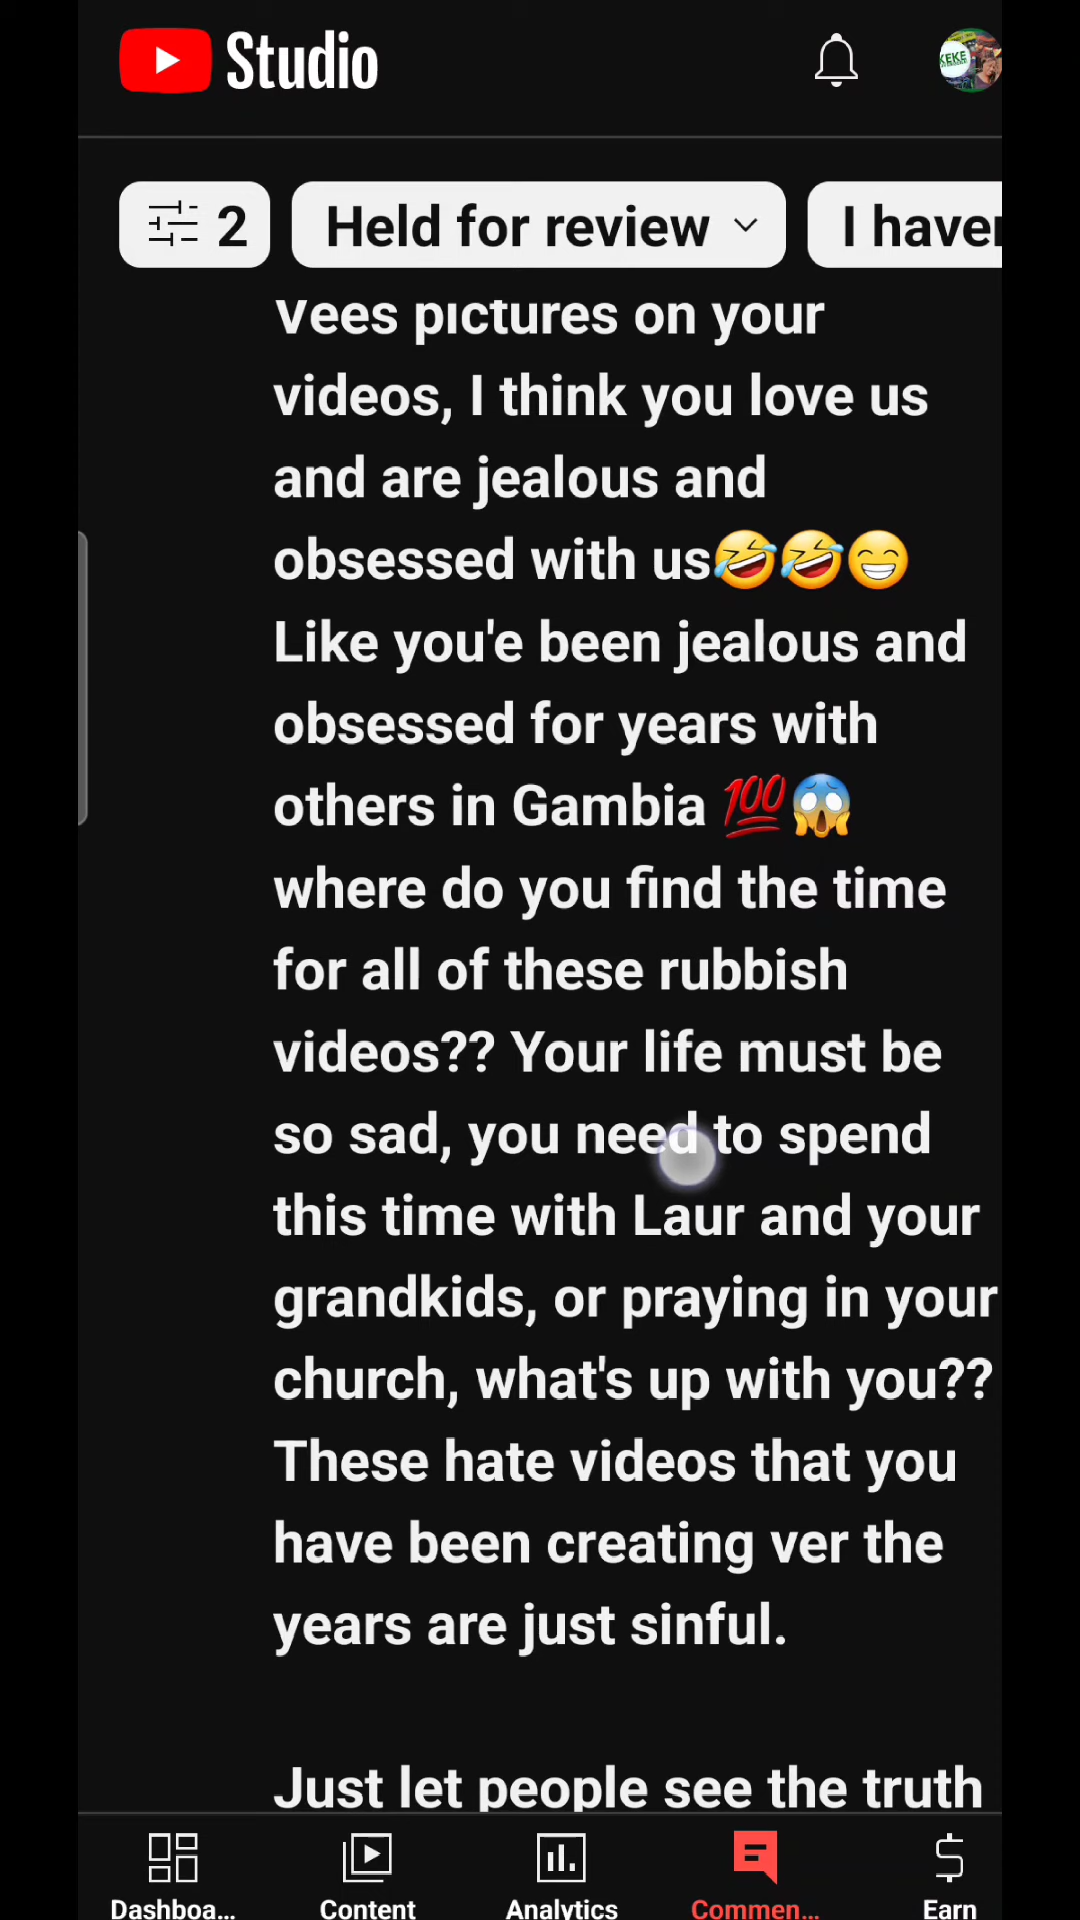 Studio
KEKE
2 Held for review I haven
Vees pictures on your
videos, I think you love us
and are jealous and
obsessed with us🤣🤣😁
Like you'e been jealous and
obsessed for years with
others in Gambia 💯😱
where do you find the time
for all of these rubbish
videos?? Your life must be
so sad, you need to spend
this time with Laur and your
grandkids, or praying in your
church, what's up with you??
These hate videos that you
have been creating ver the
years are just sinful.
Just let people see the truth
Dashboa... Content Analytics Commen... Earn